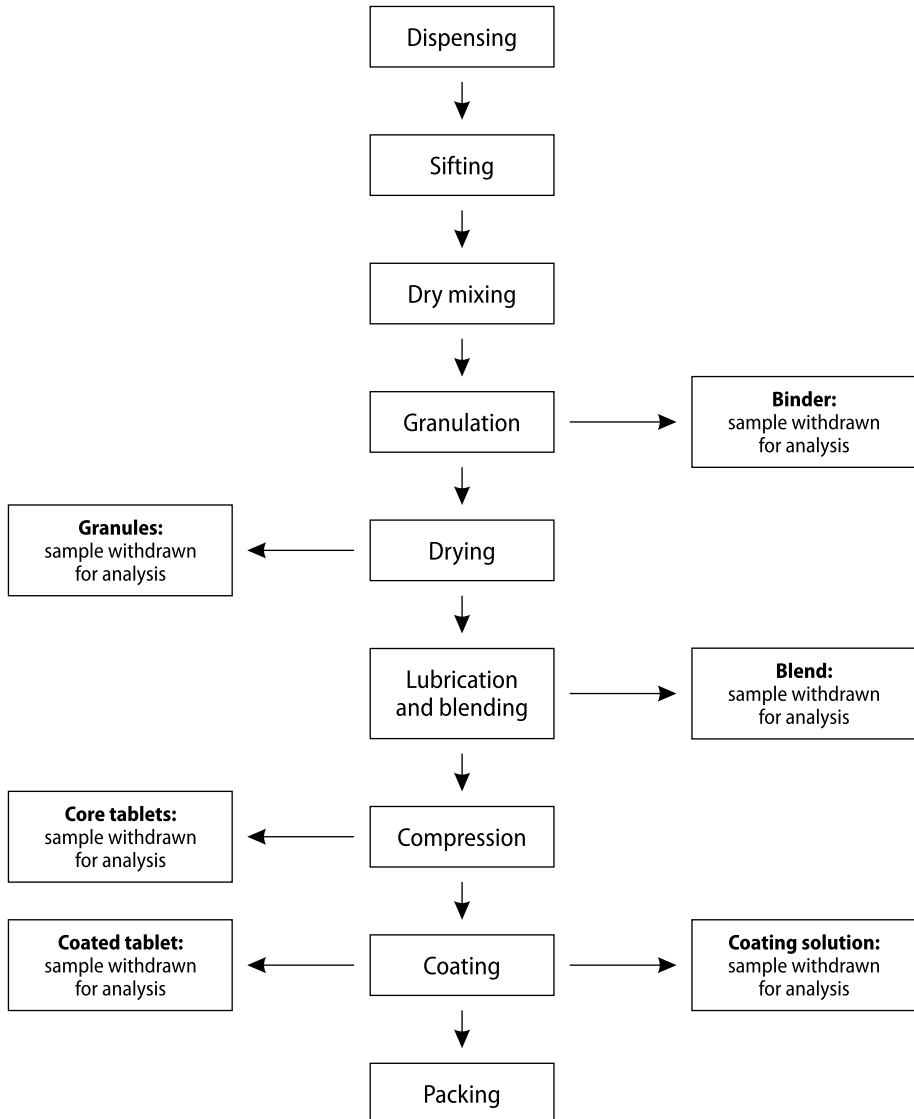 Dispensing
Sifting
Dry mixing
Granulation
Binder:
sample withdrawn
for analysis
Granules:
sample withdrawn
for analysis
Drying
Lubrication
and blending
Blend:
sample withdrawn
for analysis
Core tablets:
sample withdrawn
for analysis
Compression
Coated tablet:
sample withdrawn
for analysis
Coating
Coating solution:
sample withdrawn
for analysis
Packing